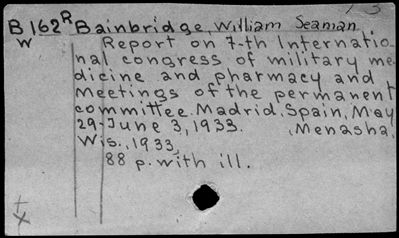 B162R Bainbridge, William Seaman
W Report on 7-th Internatio-
nal congress of military me-
dicine and pharmacy and
meetings of the permanent
committee. Madrid, Spain, May
29-June 3, 1933. Menasha,
Wis., 1933.
88 p. with ill.